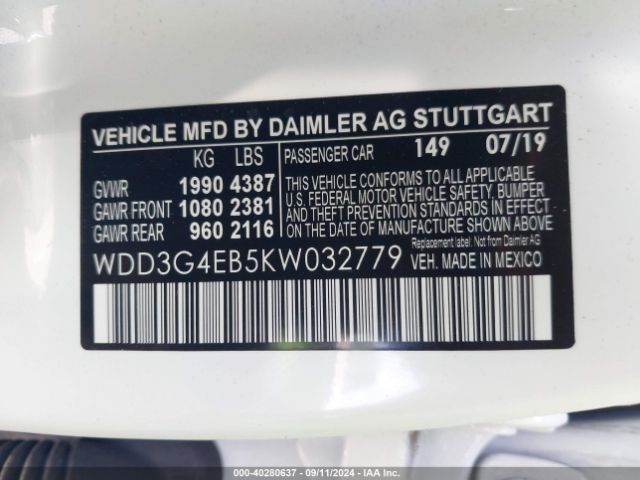 VEHICLE MFD BY DAIMLER AG STUTTGART
KG LBS
GVWR 1990 4387
GAWR FRONT 1080 2381
GAWR REAR 960 2116
PASSENGER CAR 149 07/19
THIS VEHICLE CONFORMS TO ALL APPLICABLE
U.S. FEDERAL MOTOR VEHICLE SAFETY, BUMPER
AND THEFT PREVENTION STANDARDS IN EFFECT
ON THE DATE OF MANUFACTURE SHOWN ABOVE.
Replacement label: Not from Daimler AG
WDD3G4EB5KW032779 VEH. MADE IN MEXICO
000-40280637 - 09/11/2024 - IAA LLC